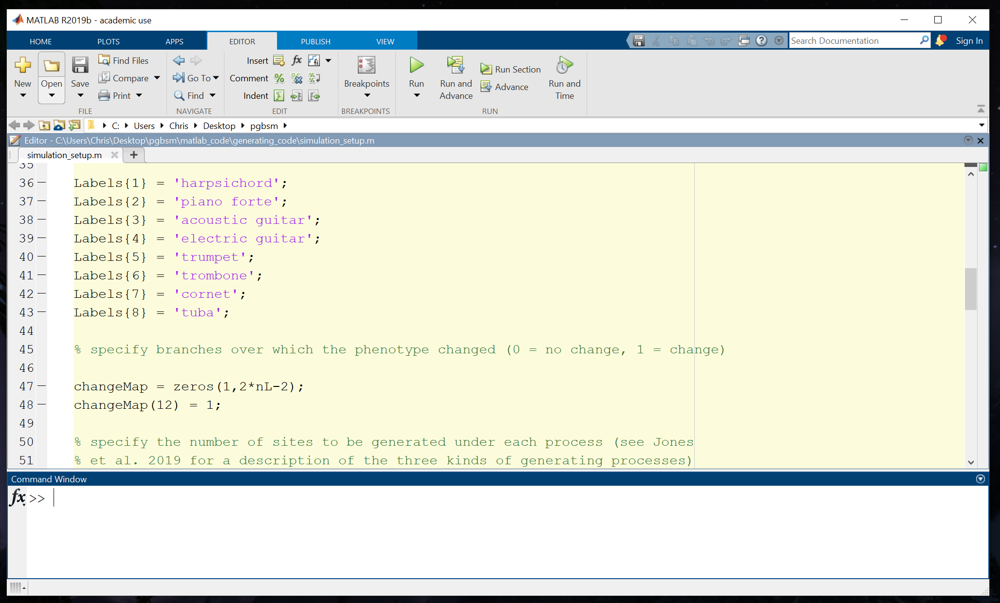 MATLAB R2019b - academic use
HOME PLOTS APPS EDITOR PUBLISH VIEW Search Documentation Sign In
New Open Save Find Files Compare Print
FILE
Go To Find
NAVIGATE
Insert fx fi
Comment
Indent
EDIT
Breakpoints
BREAKPOINTS
Run Run and Advance Run Section Advance Run and Time
RUN
C: Users Chris Desktop pgbsm
Editor - C:\Users\Chris\Desktop\pgbsm\matlab_code\generating_code\simulation_setup.m
simulation_setup.m
35
36 Labels{1} = 'harpsichord';
37 Labels{2} = 'piano forte';
38 Labels{3} = 'acoustic guitar';
39 Labels{4} = 'electric guitar';
40 Labels{5} = 'trumpet';
41 Labels{6} = 'trombone';
42 Labels{7} = 'cornet';
43 Labels{8} = 'tuba';
44
45 % specify branches over which the phenotype changed (0 = no change, 1 = change)
46
47 changeMap = zeros(1,2*nL-2);
48 changeMap(12) = 1;
49
50 % specify the number of sites to be generated under each process (see Jones
51 % et al. 2019 for a description of the three kinds of generating processes)
Command Window
fx >>